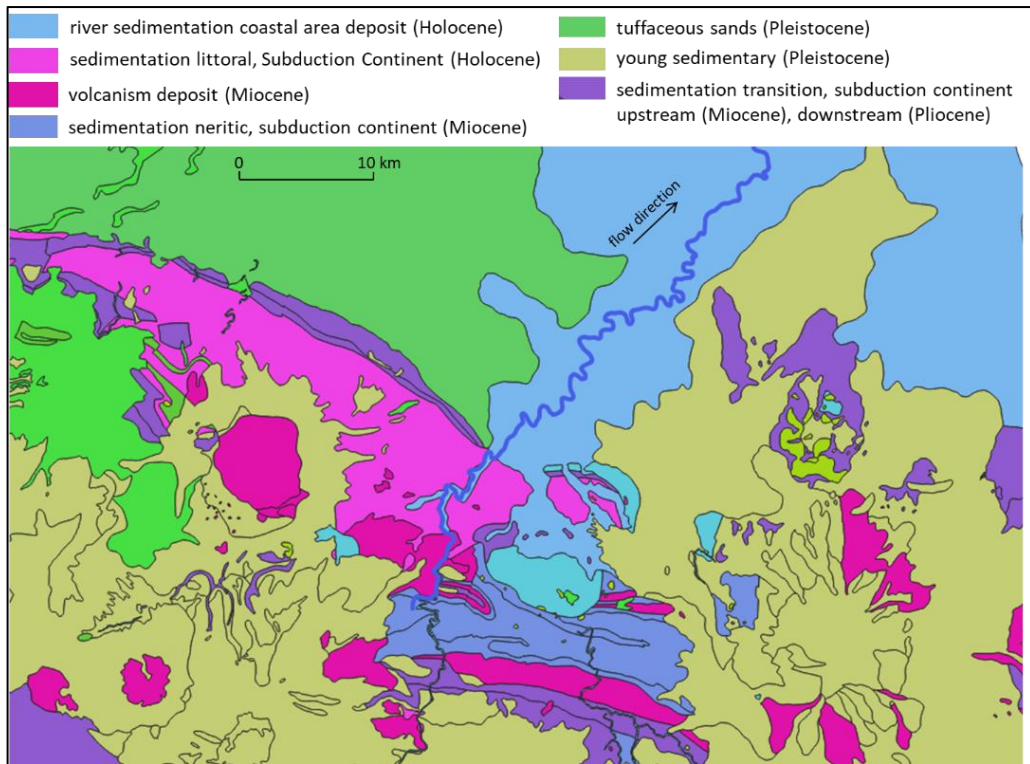 river sedimentation coastal area deposit (Holocene)
sedimentation littoral, Subduction Continent (Holocene)
volcanism deposit (Miocene)
sedimentation neritic, subduction continent (Miocene)
tuffaceous sands (Pleistocene)
young sedimentary (Pleistocene)
sedimentation transition, subduction continent
upstream (Miocene), downstream (Pliocene)
0 10 km
flow direction